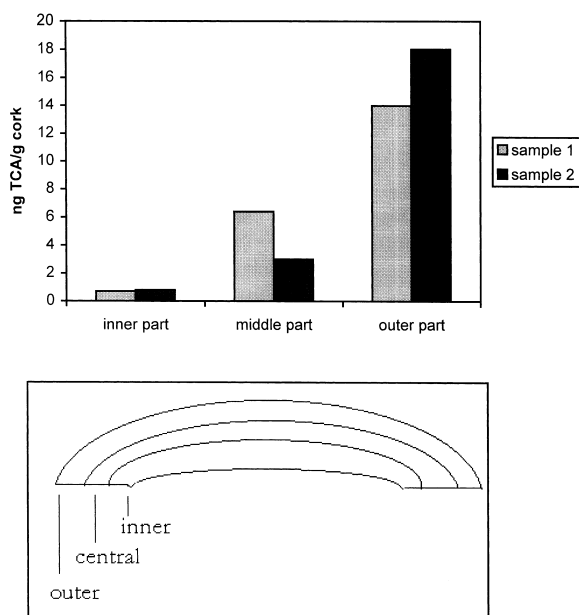 20
18
16
14
12
10
8
6
4
2
0
ng TCA/g cork
inner part middle part outer part
sample 1
sample 2
inner
central
outer